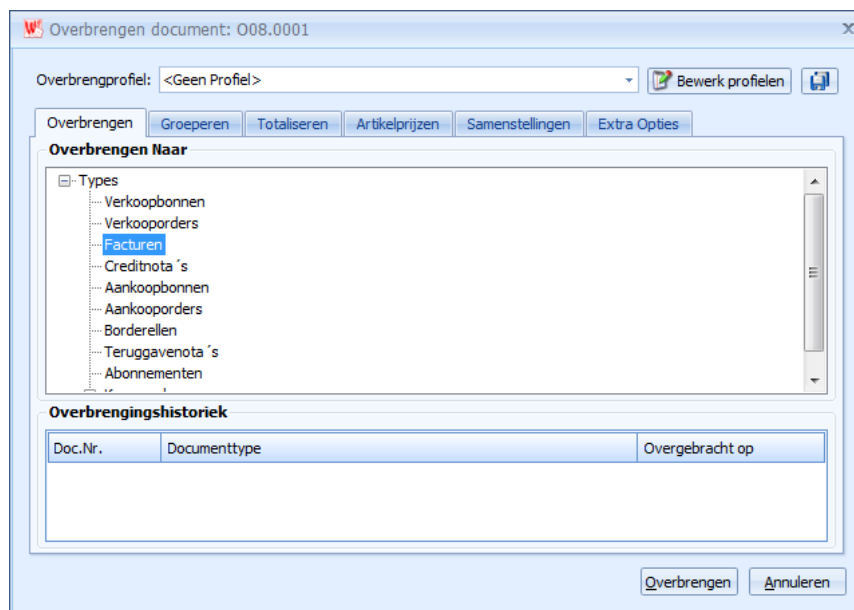 Overbrengen document: O08.0001
Overbrengprofiel: <Geen Profiel> Bewerk profielen
Overbrengen Groeperen Totaliseren Artikelprijzen Samenstellingen Extra Opties
Overbrengen Naar
Types
Verkoopbonnen
Verkooporders
Facturen
Creditnota´s
Aankoopbonnen
Aankooporders
Borderellen
Teruggavenota´s
Abonnementen
Overbrengingshistoriek
Doc.Nr. Documenttype Overgebracht op
Overbrengen Annuleren